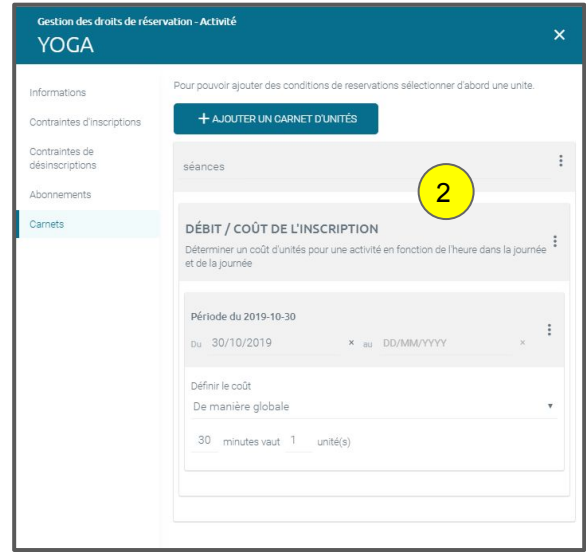 Gestion des droits de réservation - Activité
YOGA
×
Informations
Contraintes d'inscriptions
Contraintes de
désinscriptions
Abonnements
Carnets
Pour pouvoir ajouter des conditions de reservations sélectionner d'abord une unite.
+ AJOUTER UN CARNET D'UNITÉS
séances
2
DÉBIT / COÛT DE L'INSCRIPTION
Déterminer un coût d'unités pour une activité en fonction de l'heure dans la journée
et de la journée
Période du 2019-10-30
Du 30/10/2019 × au DD/MM/YYYY ×
Définir le coût
De manière globale
30 minutes vaut 1 unité(s)